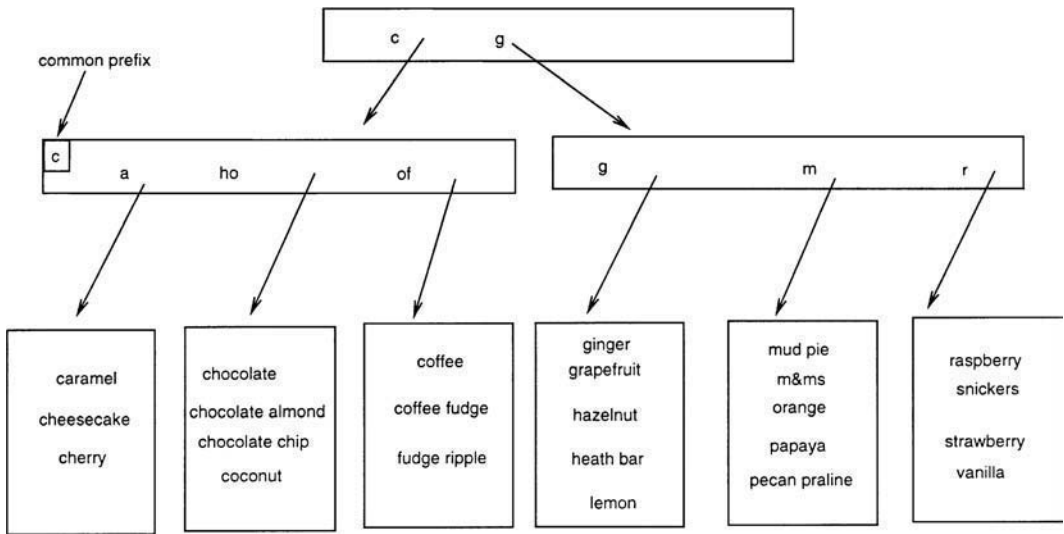 c g
common prefix
c
a ho of
g m r
caramel
cheesecake
cherry
chocolate
chocolate almond
chocolate chip
coconut
coffee
coffee fudge
fudge ripple
ginger
grapefruit
hazelnut
heath bar
lemon
mud pie
m&ms
orange
papaya
pecan praline
raspberry
snickers
strawberry
vanilla